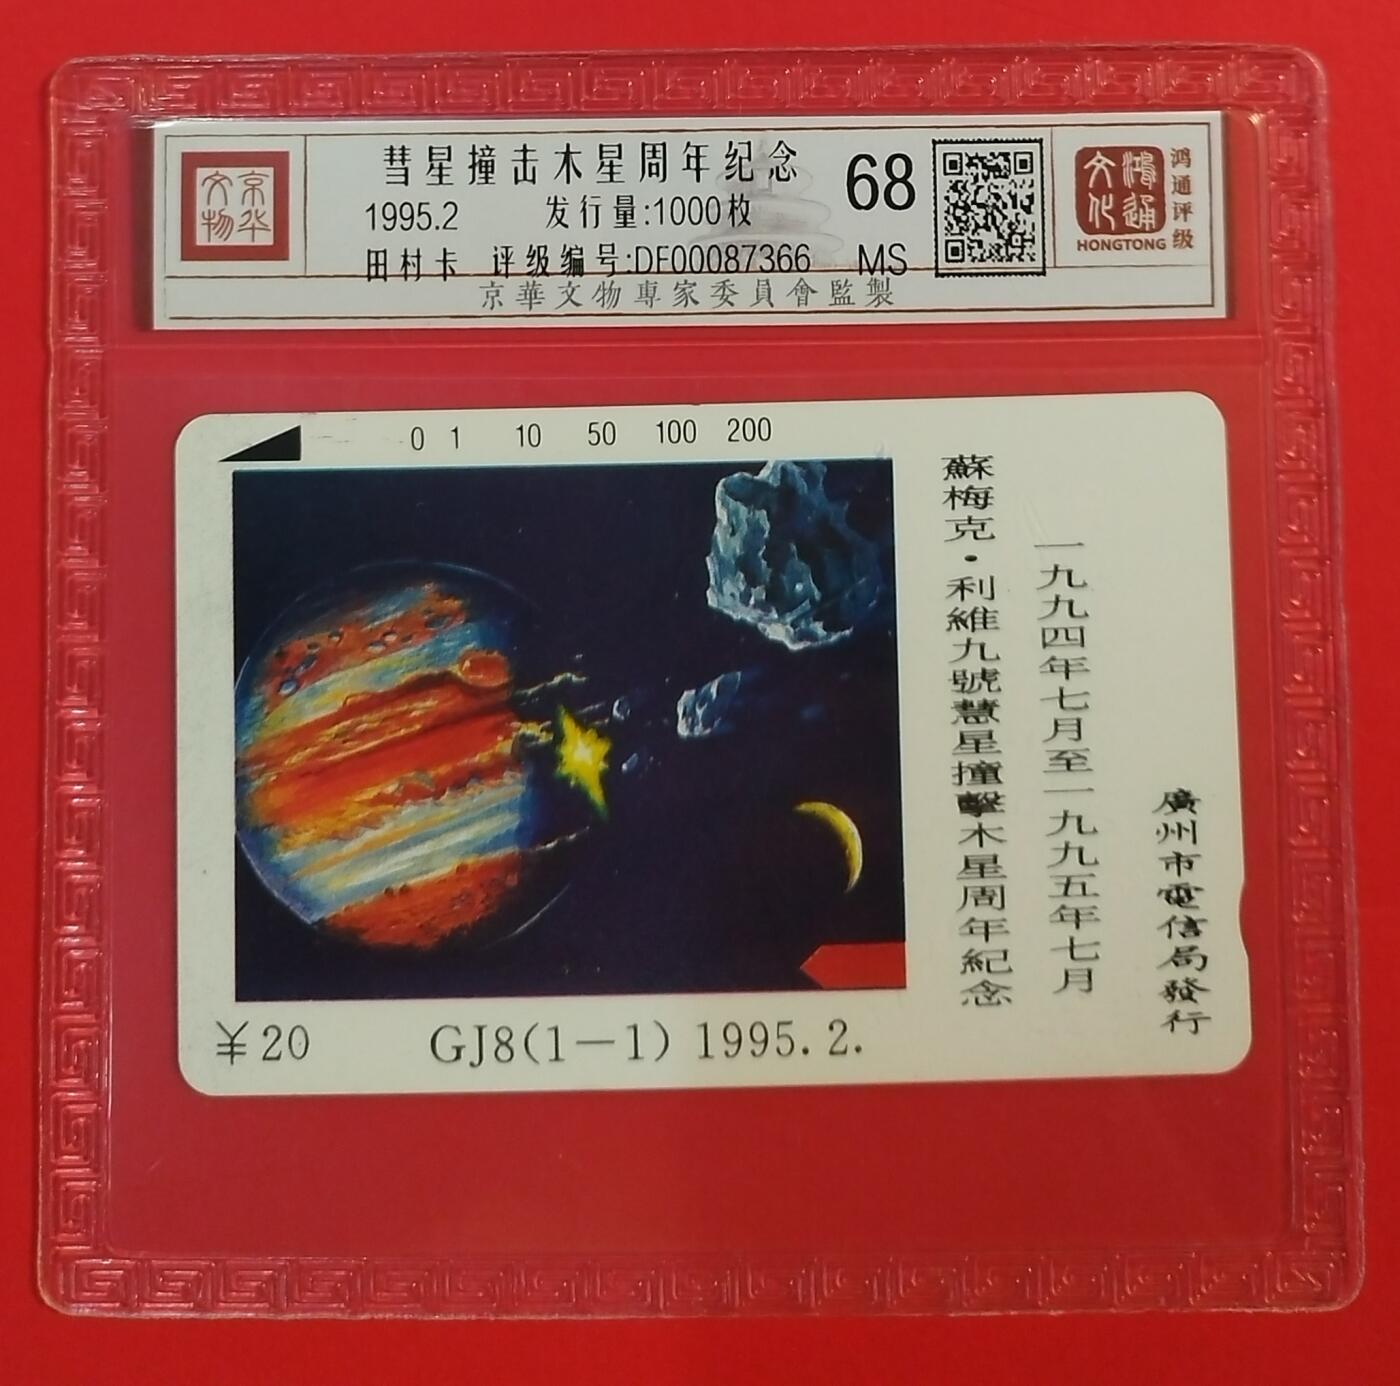 京华
文物
彗星撞击木星周年纪念
1995.2 发行量:1000枚
田村卡 评级编号:DF00087366
68
MS
京華文物專家委員會監製
鴻通
文化
HONGTONG
鸿通评级
0 1 10 50 100 200
蘇梅克·利維九號慧星撞擊木星周年紀念
一九九四年七月至一九九五年七月
廣州市電信局發行
¥20 GJ8(1—1) 1995.2.